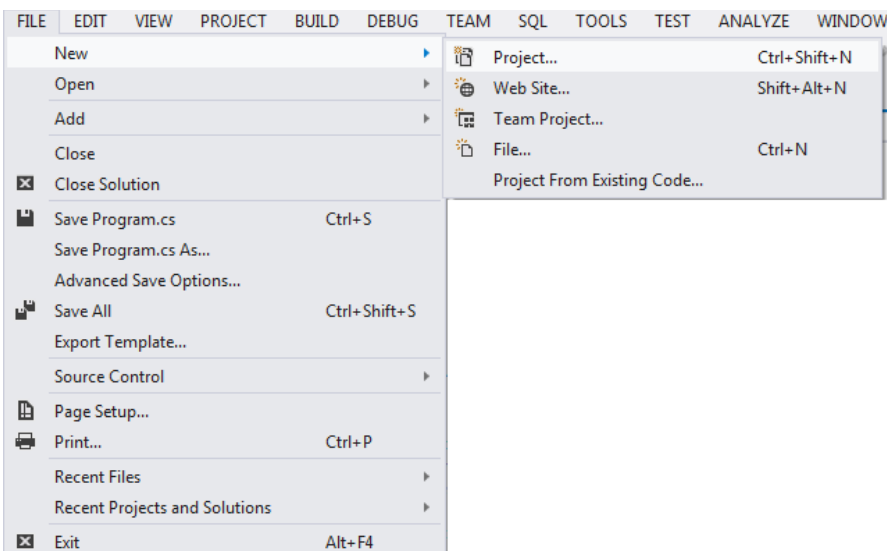 FILE EDIT VIEW PROJECT BUILD DEBUG TEAM SQL TOOLS TEST ANALYZE WINDOW
New
Open
Add
Close
Close Solution
Save Program.cs Ctrl+S
Save Program.cs As...
Advanced Save Options...
Save All Ctrl+Shift+S
Export Template...
Source Control
Page Setup...
Print... Ctrl+P
Recent Files
Recent Projects and Solutions
Exit Alt+F4
Project... Ctrl+Shift+N
Web Site... Shift+Alt+N
Team Project...
File... Ctrl+N
Project From Existing Code...